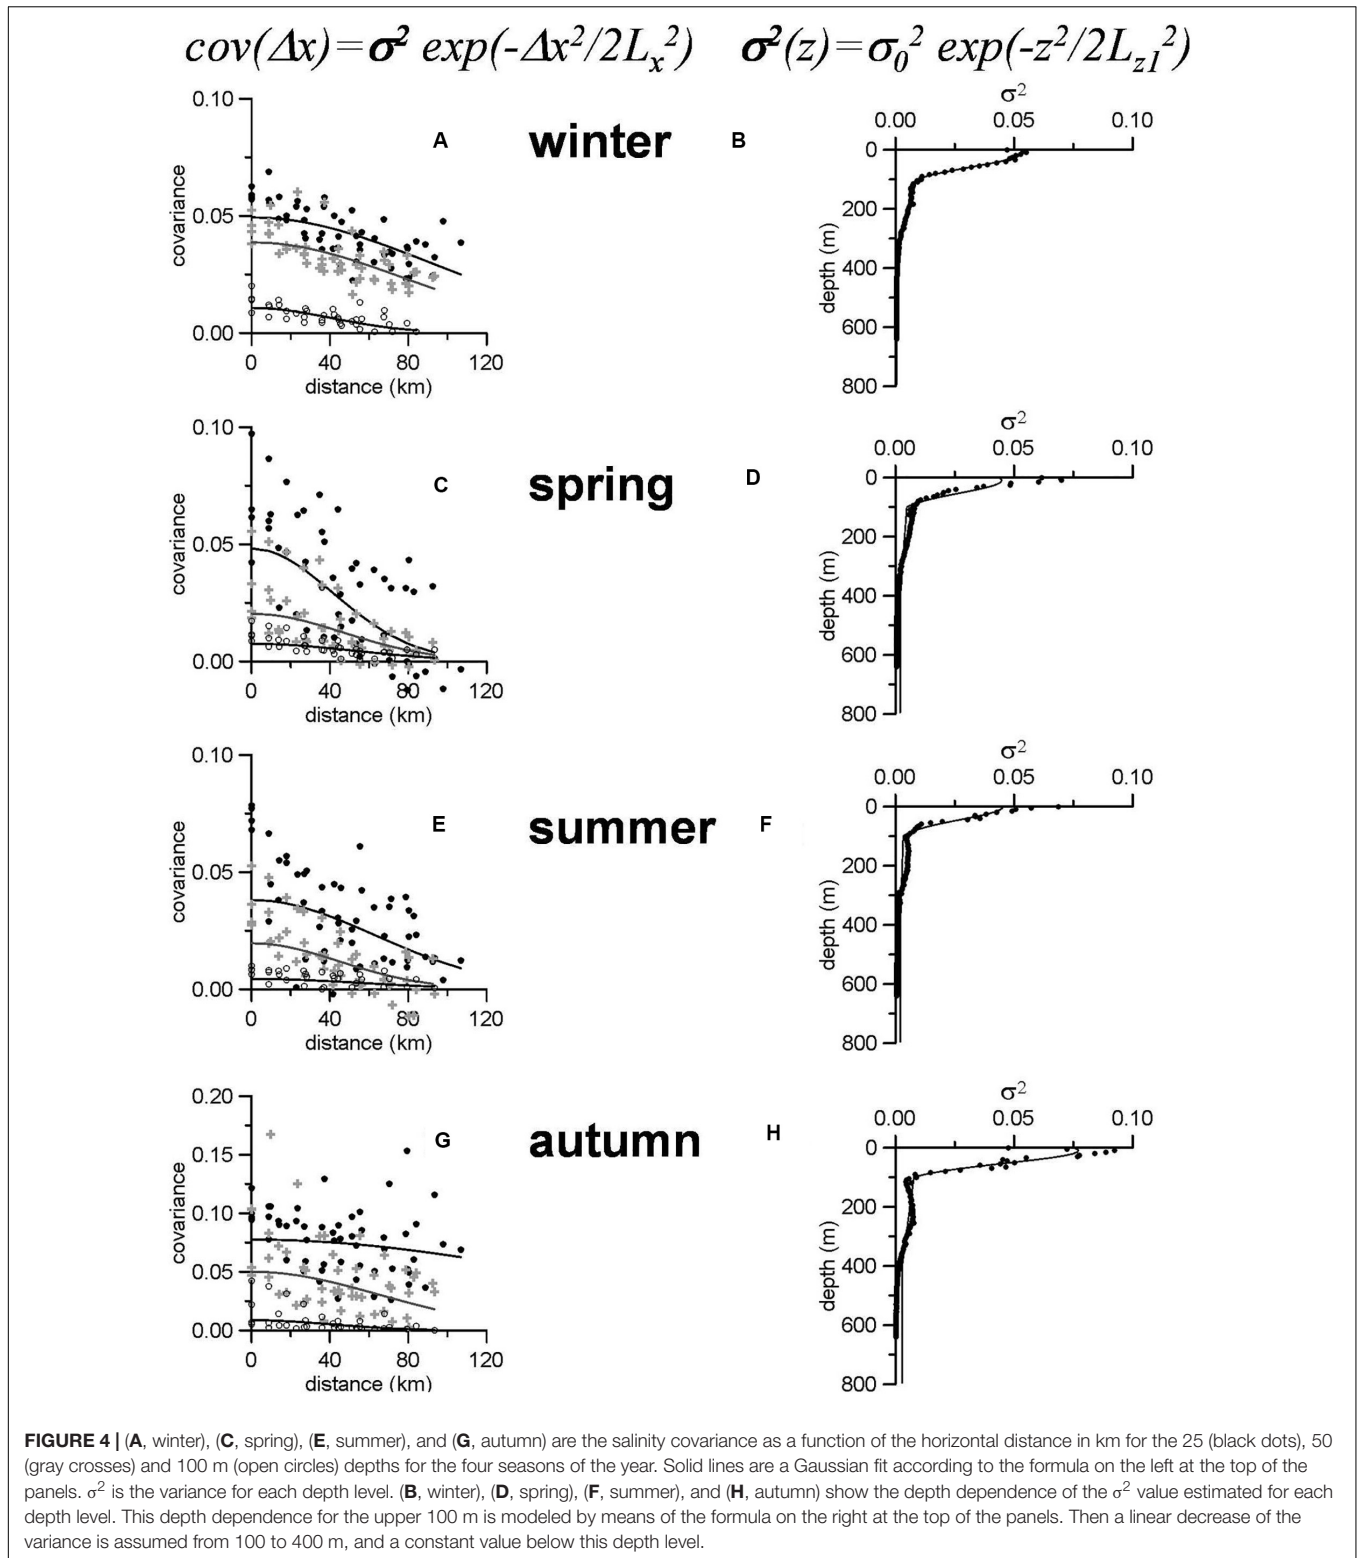 cov(Δx)=σ² exp(-Δx²/2Lₓ²) σ²(z)=σ₀² exp(-z²/2L_z1²)
A winter B
covariance
0.10
0.05
0.00
0 40 80 120
distance (km)
σ²
0.00 0.05 0.10
depth (m)
0
200
400
600
800
C spring D
covariance
0.10
0.05
0.00
0 40 80 120
distance (km)
σ²
0.00 0.05 0.10
depth (m)
0
200
400
600
800
E summer F
covariance
0.10
0.05
0.00
0 40 80 120
distance (km)
σ²
0.00 0.05 0.10
depth (m)
0
200
400
600
800
G autumn H
covariance
0.20
0.15
0.10
0.05
0.00
0 40 80 120
distance (km)
σ²
0.00 0.05 0.10
depth (m)
0
200
400
600
800
FIGURE 4 | (A, winter), (C, spring), (E, summer), and (G, autumn) are the salinity covariance as a function of the horizontal distance in km for the 25 (black dots), 50
(gray crosses) and 100 m (open circles) depths for the four seasons of the year. Solid lines are a Gaussian fit according to the formula on the left at the top of the
panels. σ² is the variance for each depth level. (B, winter), (D, spring), (F, summer), and (H, autumn) show the depth dependence of the σ² value estimated for each
depth level. This depth dependence for the upper 100 m is modeled by means of the formula on the right at the top of the panels. Then a linear decrease of the
variance is assumed from 100 to 400 m, and a constant value below this depth level.